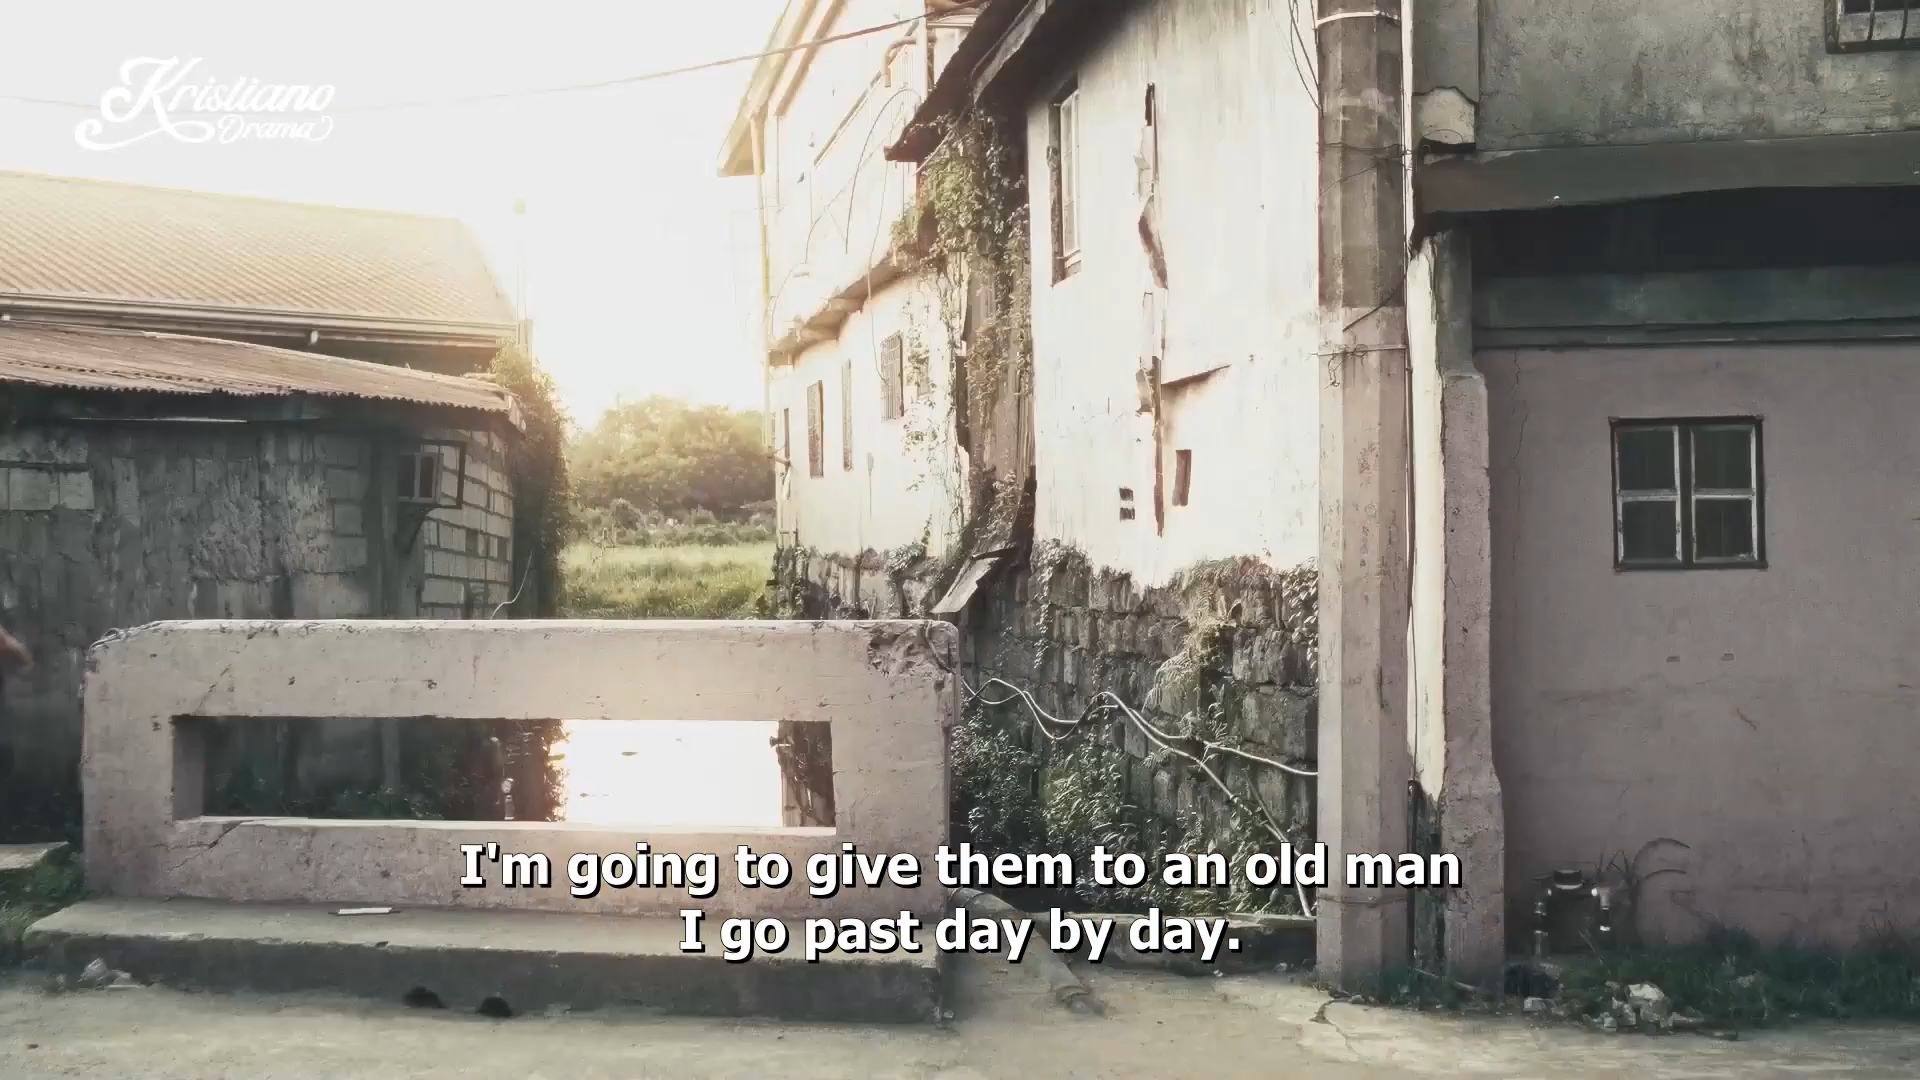 Kristiano
Drama
I'm going to give them to an old man
I go past day by day.